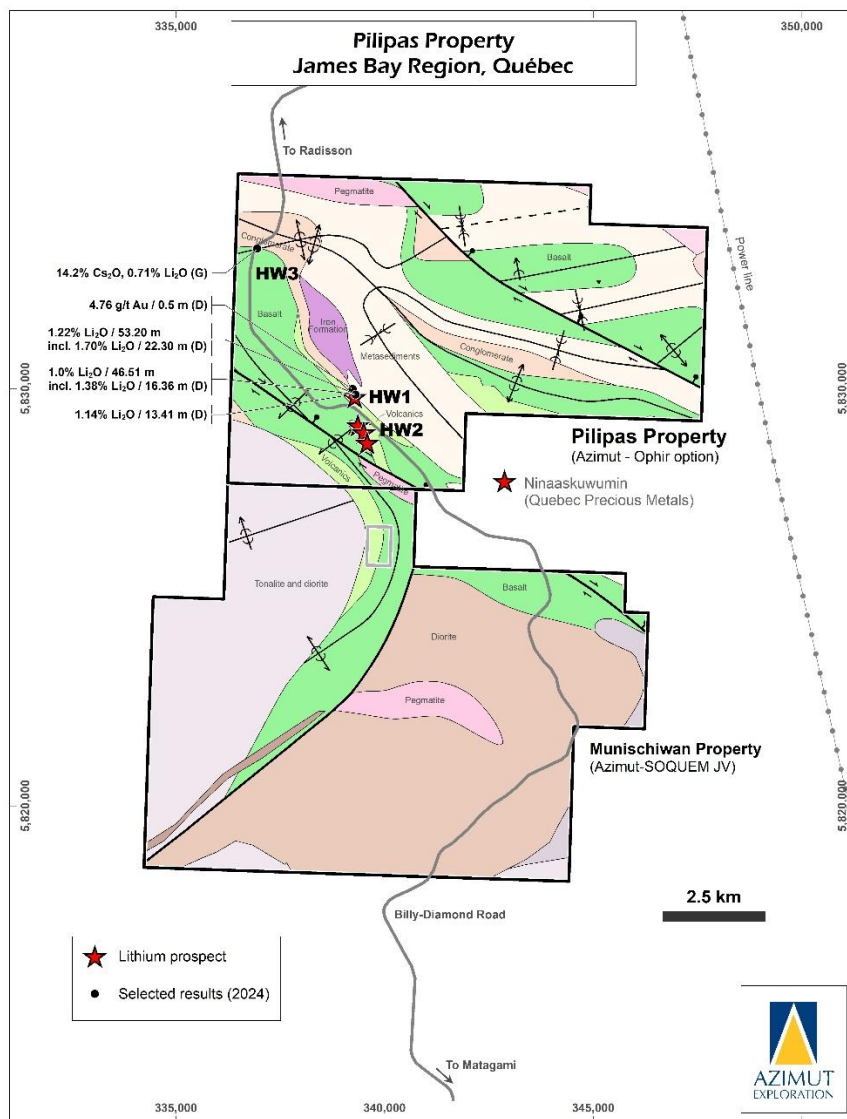 335,000
350,000
Pilipas Property
James Bay Region, Québec
To Radisson
Pegmatite
Conglomerate
Basalt
Power line
14.2% Cs₂O, 0.71% Li₂O (G)
HW3
4.76 g/t Au / 0.5 m (D)
Basalt
Iron
Formation
1.22% Li₂O / 53.20 m
incl. 1.70% Li₂O / 22.30 m (D)
Metasediments
Conglomerate
1.0% Li₂O / 46.51 m
incl. 1.38% Li₂O / 16.36 m (D)
5,830,000
5,830,000
HW1
1.14% Li₂O / 13.41 m (D)
Volcanics
HW2
Pilipas Property
(Azimut - Ophir option)
Volcanics
Pegmatite
Ninaaskuwumin
(Quebec Precious Metals)
Tonalite and diorite
Basalt
Diorite
Pegmatite
Munischiwan Property
(Azimut-SOQUEM JV)
5,820,000
5,820,000
2.5 km
Billy-Diamond Road
Lithium prospect
Selected results (2024)
To Matagami
AZIMUT
EXPLORATION
335,000
340,000
345,000